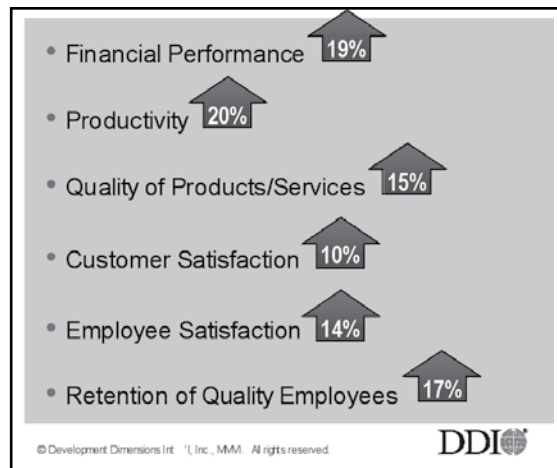 • Financial Performance 19%
• Productivity 20%
• Quality of Products/Services 15%
• Customer Satisfaction 10%
• Employee Satisfaction 14%
• Retention of Quality Employees 17%
© Development Dimensions Int 'l, Inc., MMVI. All rights reserved. DDI